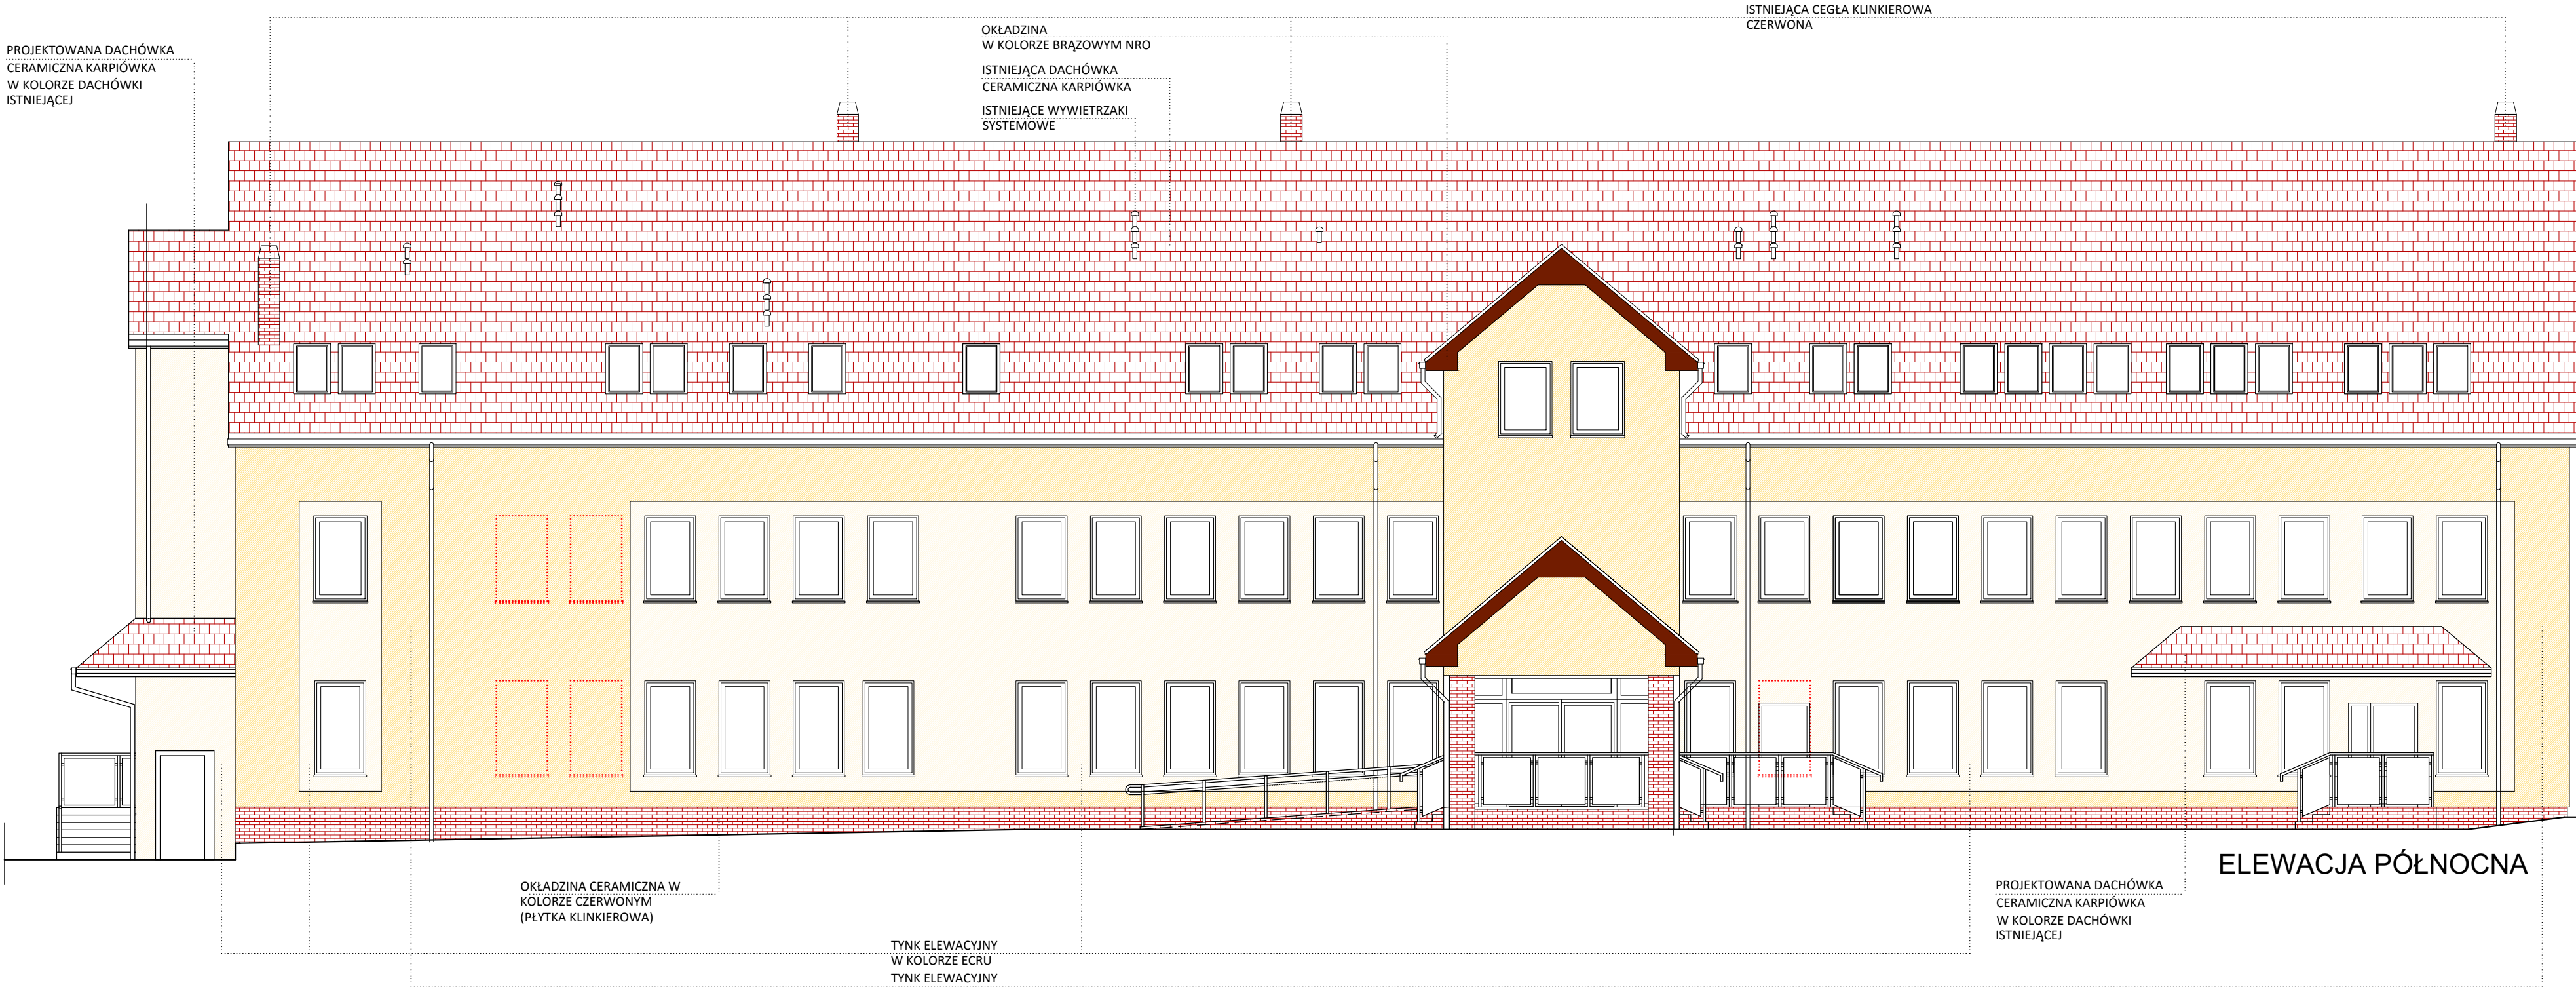 PROJEKTOWANA DACHÓWKA
CERAMICZNA KARPIÓWKA
W KOLORZE DACHÓWKI
ISTNIEJĄCEJ
OKŁADZINA
W KOLORZE BRĄZOWYM NRO
ISTNIEJĄCA DACHÓWKA
CERAMICZNA KARPIÓWKA
ISTNIEJĄCE WYWIETRZAKI
SYSTEMOWE
ISTNIEJĄCA CEGŁA KLINKIEROWA
CZERWONA
ELEWACJA PÓŁNOCNA
OKŁADZINA CERAMICZNA W
KOLORZE CZERWONYM
(PŁYTKA KLINKIEROWA)
PROJEKTOWANA DACHÓWKA
CERAMICZNA KARPIÓWKA
W KOLORZE DACHÓWKI
ISTNIEJĄCEJ
TYNK ELEWACYJNY
W KOLORZE ECRU
TYNK ELEWACYJNY